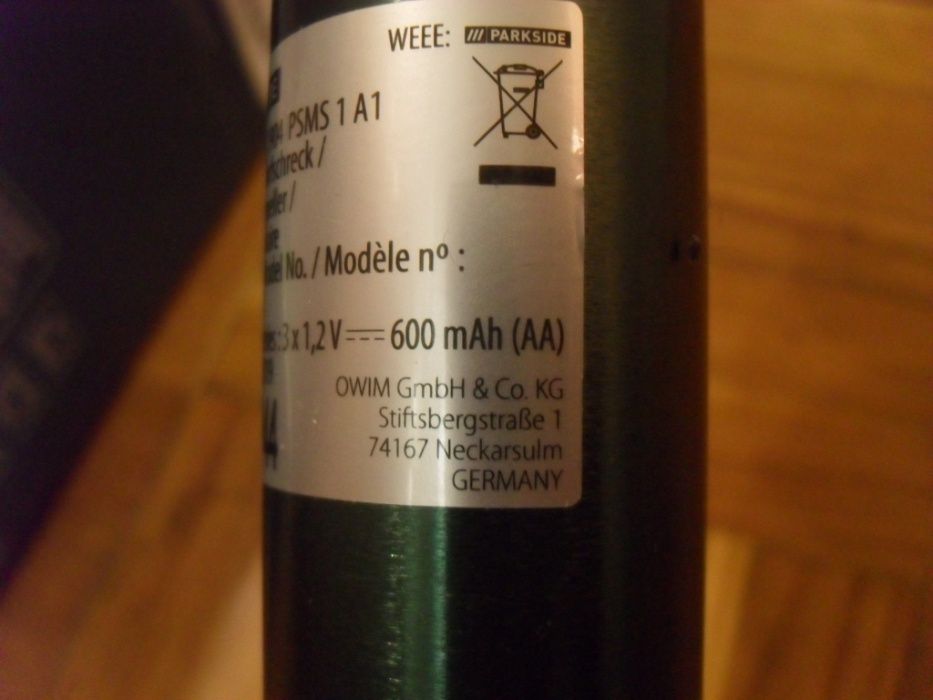 WEEE: /// PARKSIDE
PSMS 1 A1
schreck /
/
No. / Modèle nº :
3 x 1,2 V 600 mAh (AA)
OWIM GmbH & Co. KG
Stiftsbergstraße 1
74167 Neckarsulm
GERMANY